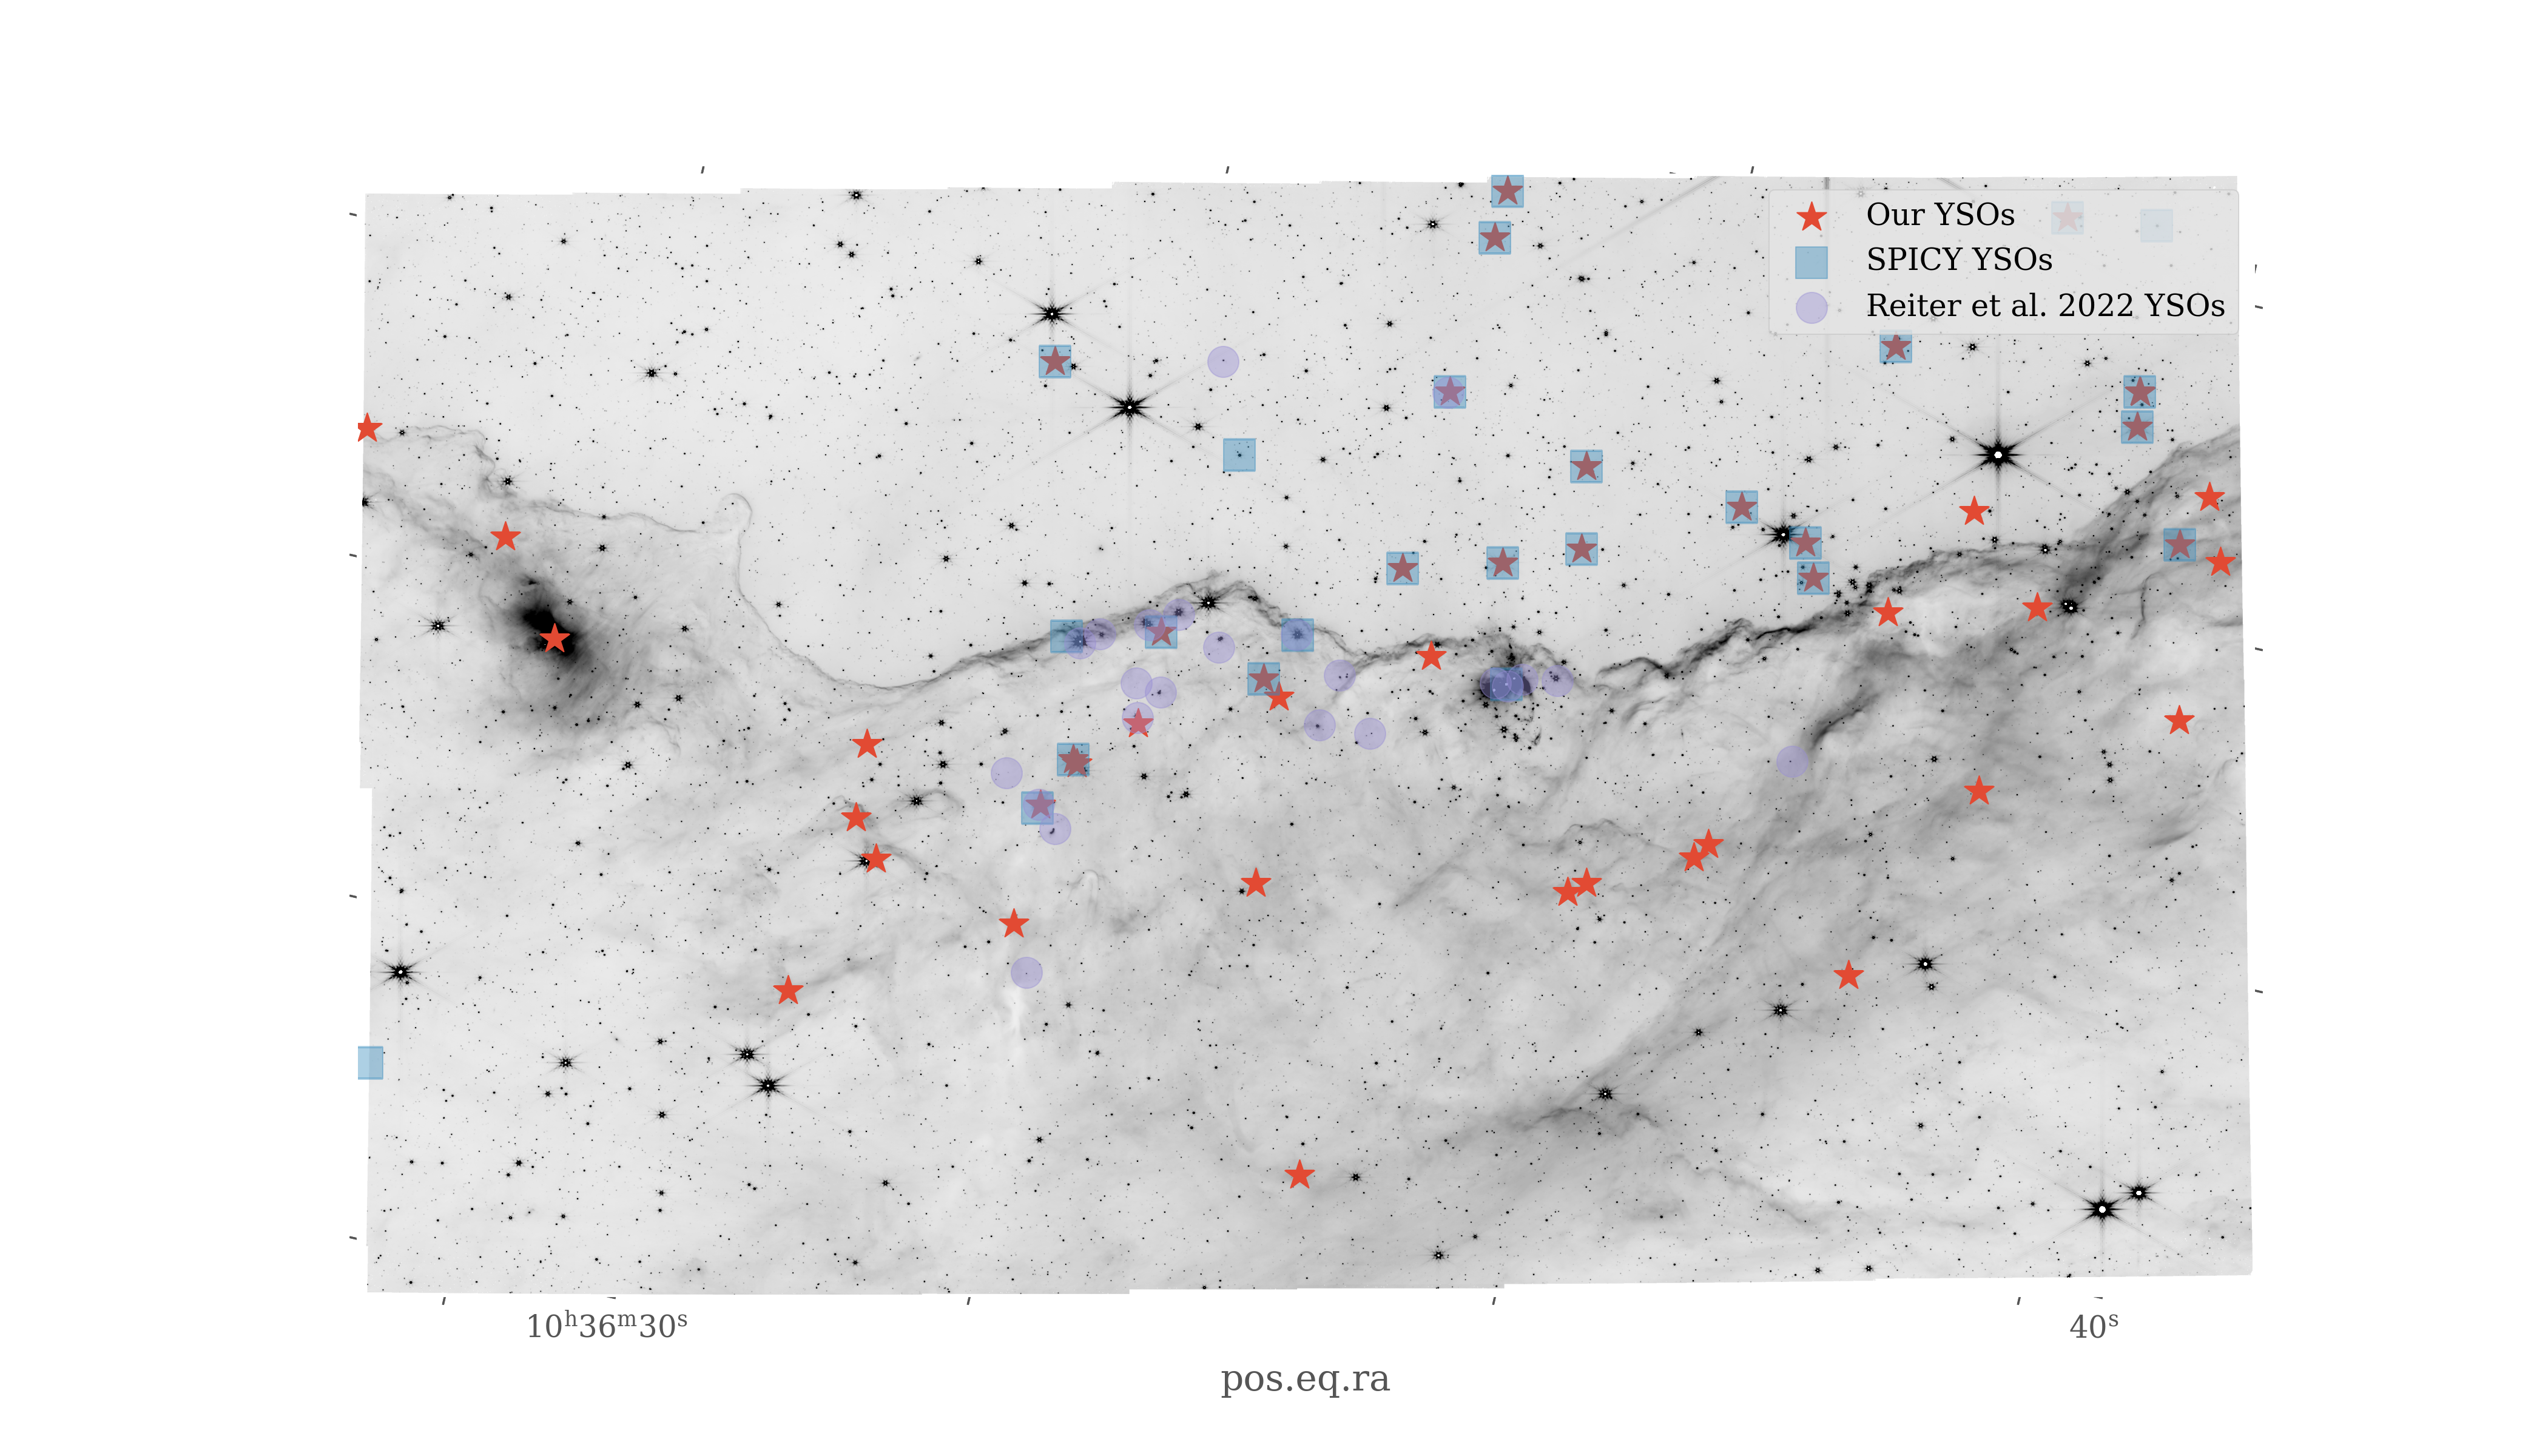 Our YSOs
SPICY YSOs
Reiter et al. 2022 YSOs
10ʰ36ᵐ30ˢ
40ˢ
pos.eq.ra